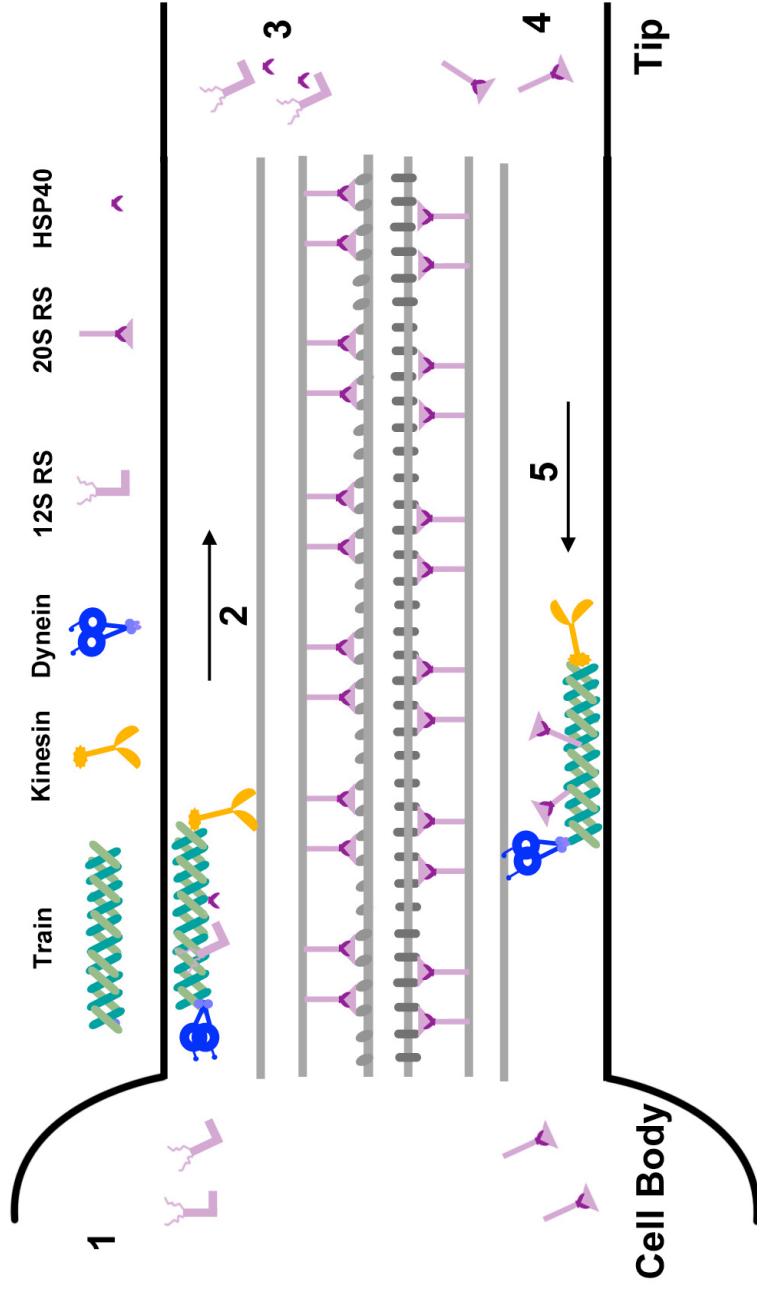 Train
Kinesin
Dynein
12S RS
20S RS
HSP40
1
2
3
4
5
Cell Body
Tip